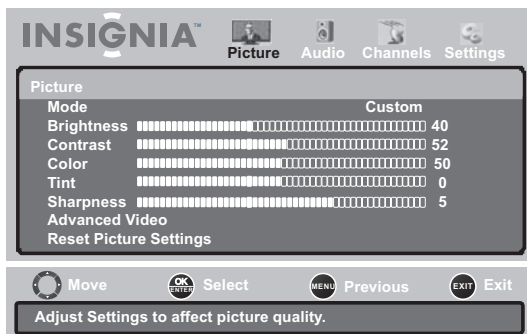 INSIGNIA™
Picture Audio Channels Settings
Picture
Mode Custom
Brightness 40
Contrast 52
Color 50
Tint 0
Sharpness 5
Advanced Video
Reset Picture Settings
Move OK ENTER Select MENU Previous EXIT Exit
Adjust Settings to affect picture quality.